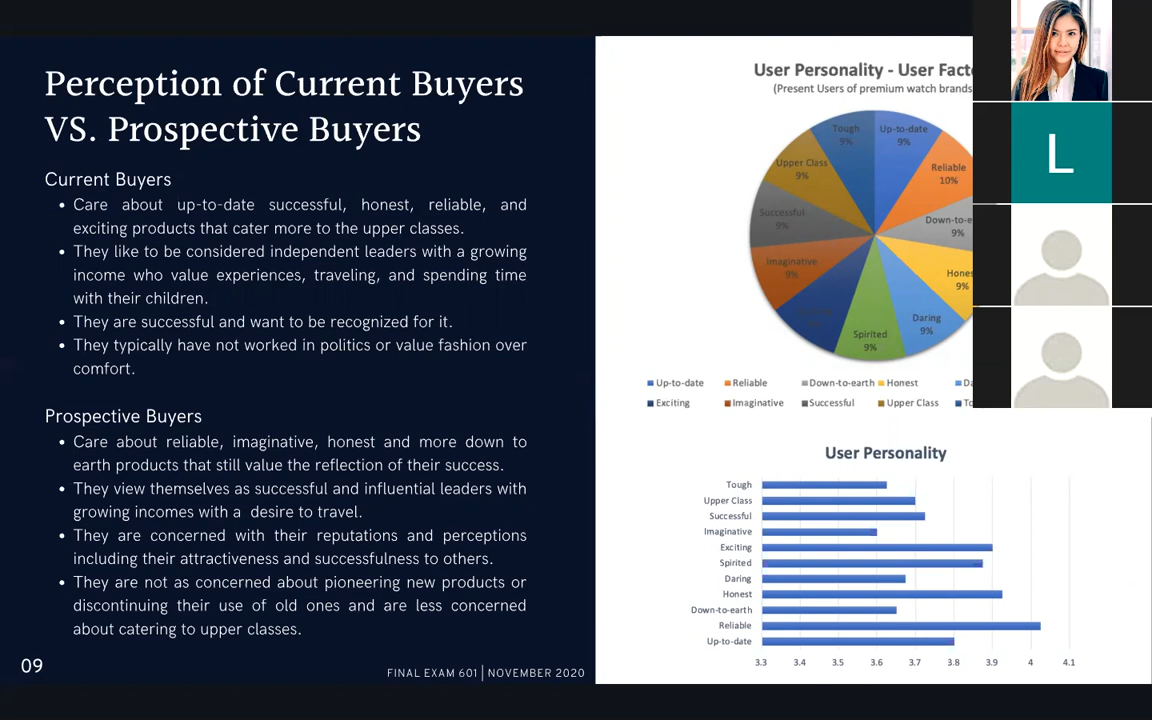 Perception of Current Buyers
VS. Prospective Buyers
Current Buyers
• Care about up-to-date successful, honest, reliable, and
exciting products that cater more to the upper classes.
• They like to be considered independent leaders with a growing
income who value experiences, traveling, and spending time
with their children.
• They are successful and want to be recognized for it.
• They typically have not worked in politics or value fashion over
comfort.
Prospective Buyers
• Care about reliable, imaginative, honest and more down to
earth products that still value the reflection of their success.
• They view themselves as successful and influential leaders with
growing incomes with a desire to travel.
• They are concerned with their reputations and perceptions
including their attractiveness and successfulness to others.
• They are not as concerned about pioneering new products or
discontinuing their use of old ones and are less concerned
about catering to upper classes.
09
FINAL EXAM 601 | NOVEMBER 2020
User Personality - User Fact
(Present Users of premium watch brands
Tough
9%
Up-to-date
9%
Upper Class
9%
Reliable
10%
Successful
9%
Down-to-e
9%
Imaginative
9%
Hones
9%
Daring
9%
Spirited
9%
Up-to-date Reliable Down-to-earth Honest Da
Exciting Imaginative Successful Upper Class To
L
User Personality
Tough
Upper Class
Successful
Imaginative
Exciting
Spirited
Daring
Honest
Down-to-earth
Reliable
Up-to-date
3.3 3.4 3.5 3.6 3.7 3.8 3.9 4 4.1